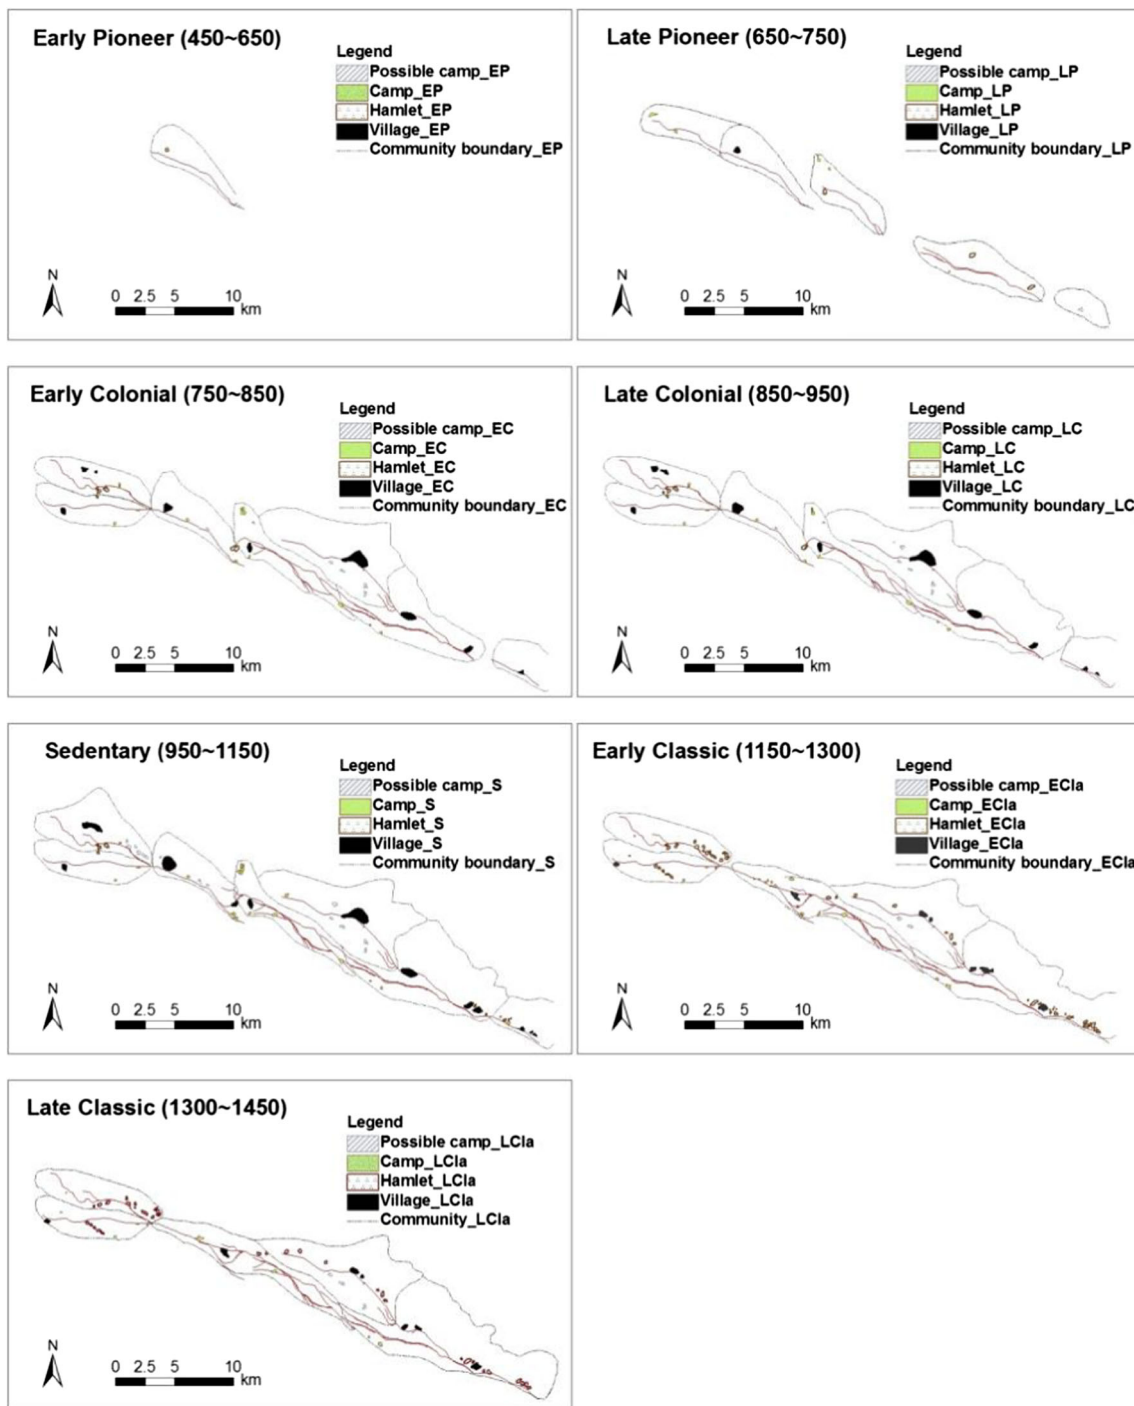 Early Pioneer (450~650)
Legend
Possible camp_EP
Camp_EP
Hamlet_EP
Village_EP
Community boundary_EP
N
0 2.5 5 10
km
Late Pioneer (650~750)
Legend
Possible camp_LP
Camp_LP
Hamlet_LP
Village_LP
Community boundary_LP
N
0 2.5 5 10
km
Early Colonial (750~850)
Legend
Possible camp_EC
Camp_EC
Hamlet_EC
Village_EC
Community boundary_EC
N
0 2.5 5 10
km
Late Colonial (850~950)
Legend
Possible camp_LC
Camp_LC
Hamlet_LC
Village_LC
Community boundary_LC
N
0 2.5 5 10
km
Sedentary (950~1150)
Legend
Possible camp_S
Camp_S
Hamlet_S
Village_S
Community boundary_S
N
0 2.5 5 10
km
Early Classic (1150~1300)
Legend
Possible camp_ECla
Camp_ECla
Hamlet_ECla
Village_ECla
Community boundary_ECla
N
0 2.5 5 10
km
Late Classic (1300~1450)
Legend
Possible camp_LCla
Camp_LCla
Hamlet_LCla
Village_LCla
Community_LCla
N
0 2.5 5 10
km